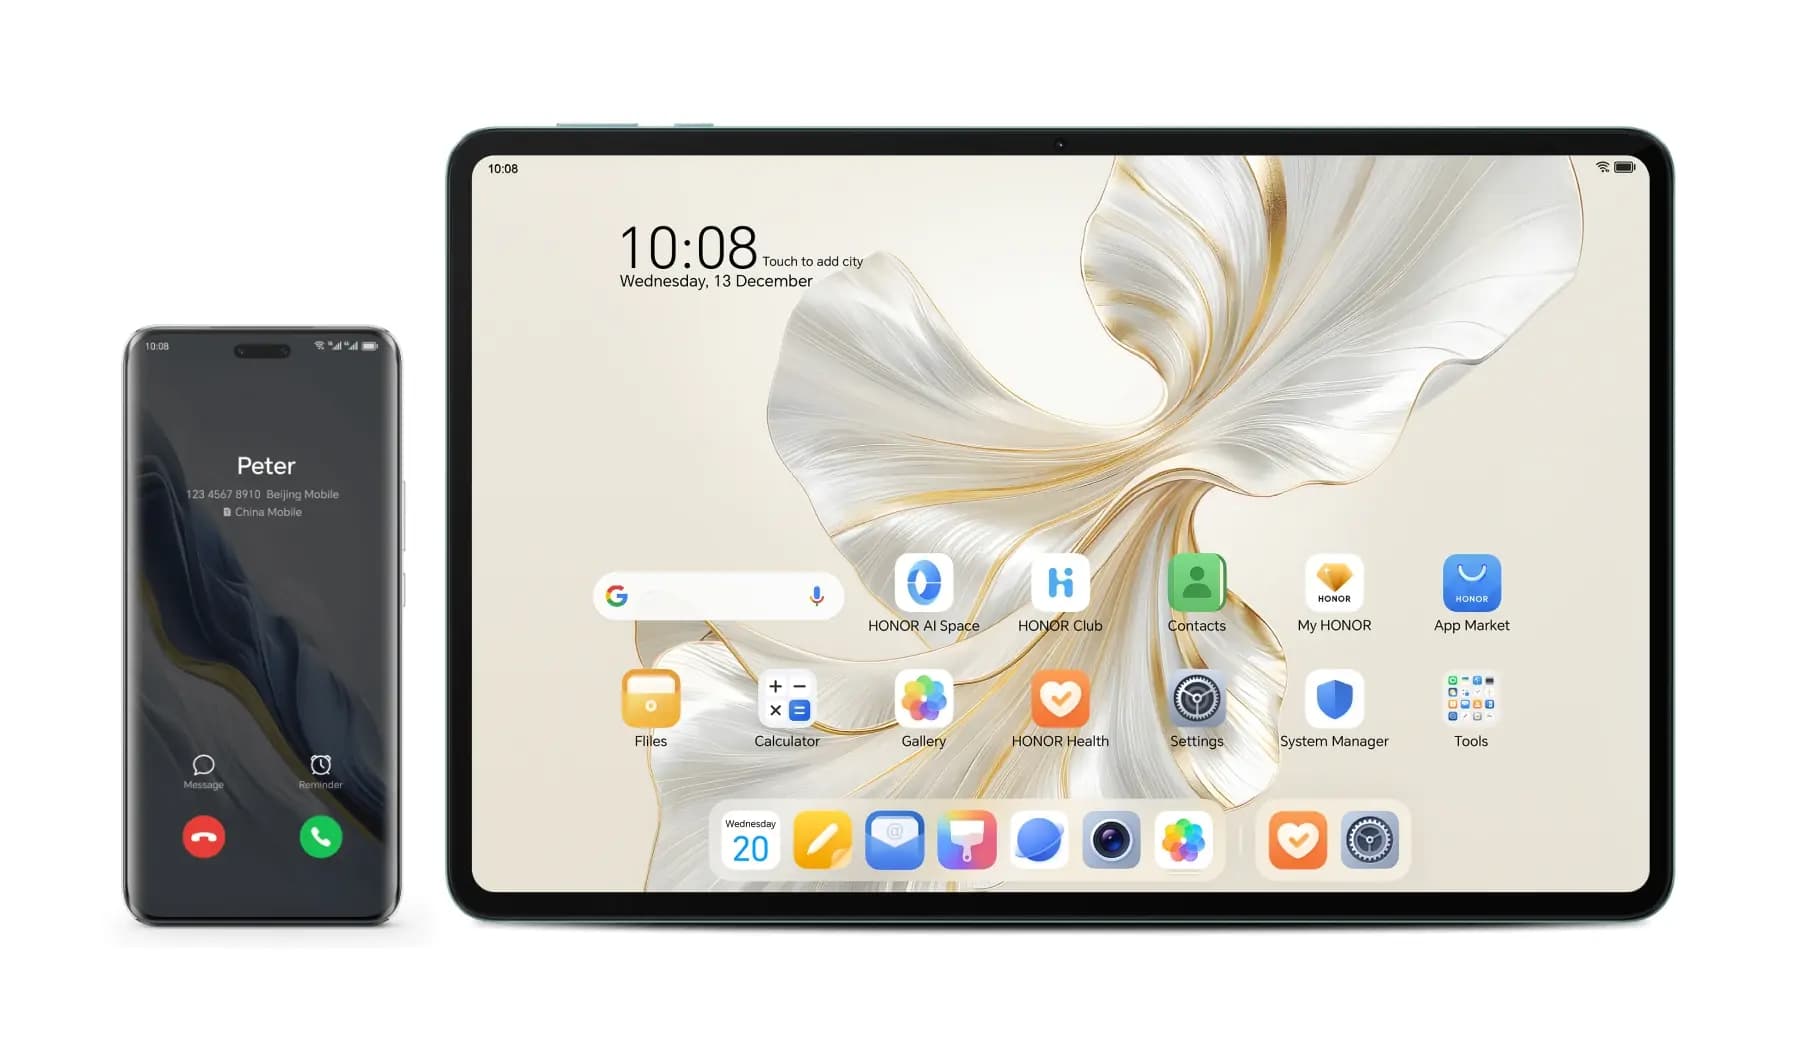 10:08
Peter
123 4567 8910 Beijing Mobile
China Mobile
Message
Reminder
10:08
10:08 Touch to add city
Wednesday, 13 December
HONOR AI Space
HONOR Club
Contacts
HONOR
My HONOR
HONOR
App Market
Fliles
Calculator
Gallery
HONOR Health
Settings
System Manager
Tools
Wednesday
20